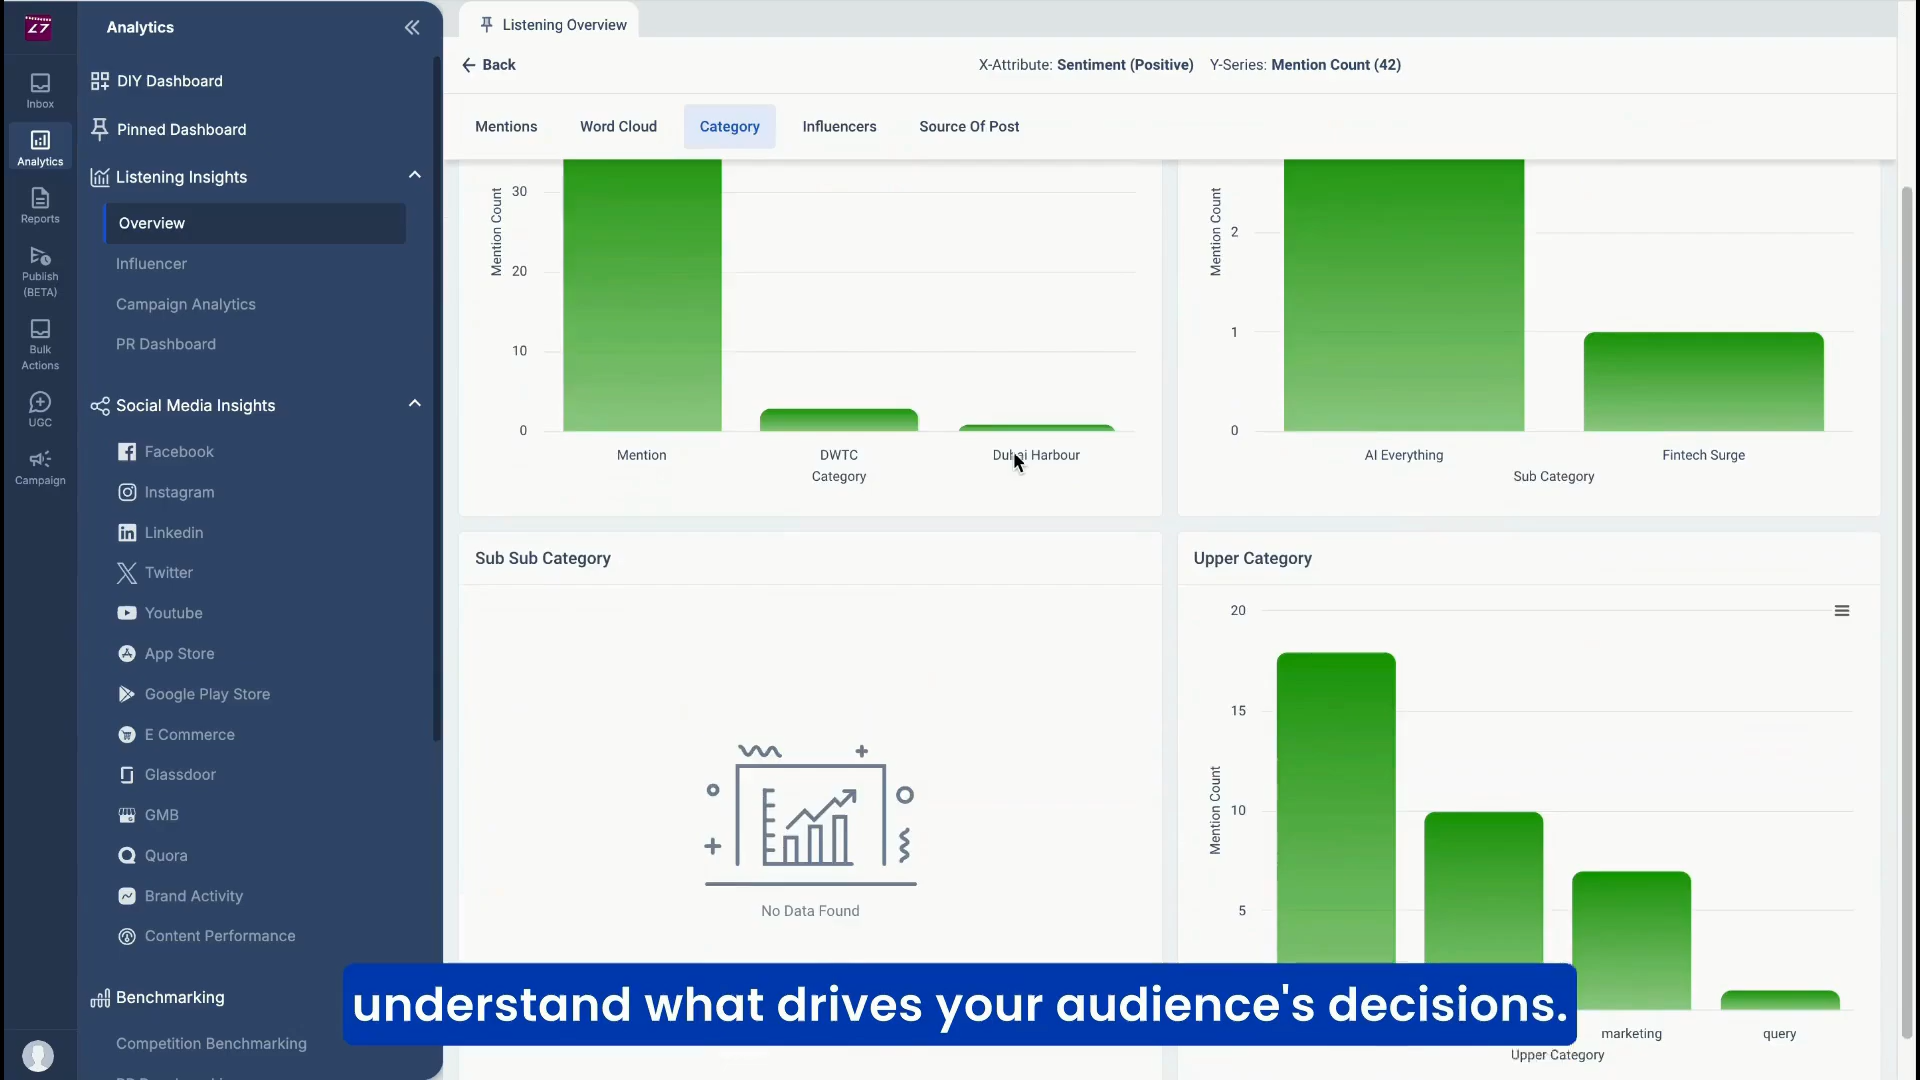 Analytics
Inbox
Analytics
Reports
Publish
(BETA)
Bulk
Actions
UGC
Campaign
DIY Dashboard
Pinned Dashboard
Listening Insights
Overview
Influencer
Campaign Analytics
PR Dashboard
Social Media Insights
Facebook
Instagram
Linkedin
Twitter
Youtube
App Store
Google Play Store
E Commerce
Glassdoor
GMB
Quora
Brand Activity
Content Performance
Benchmarking
Competition Benchmarking
Listening Overview
Back
X-Attribute: Sentiment (Positive) Y-Series: Mention Count (42)
Mentions
Word Cloud
Category
Influencers
Source Of Post
Mention Count
30
20
10
0
Mention
DWTC
Dubai Harbour
Category
Mention Count
2
1
0
AI Everything
Fintech Surge
Sub Category
Sub Sub Category
No Data Found
Upper Category
Mention Count
20
15
10
5
marketing
query
Upper Category
understand what drives your audience's decisions.